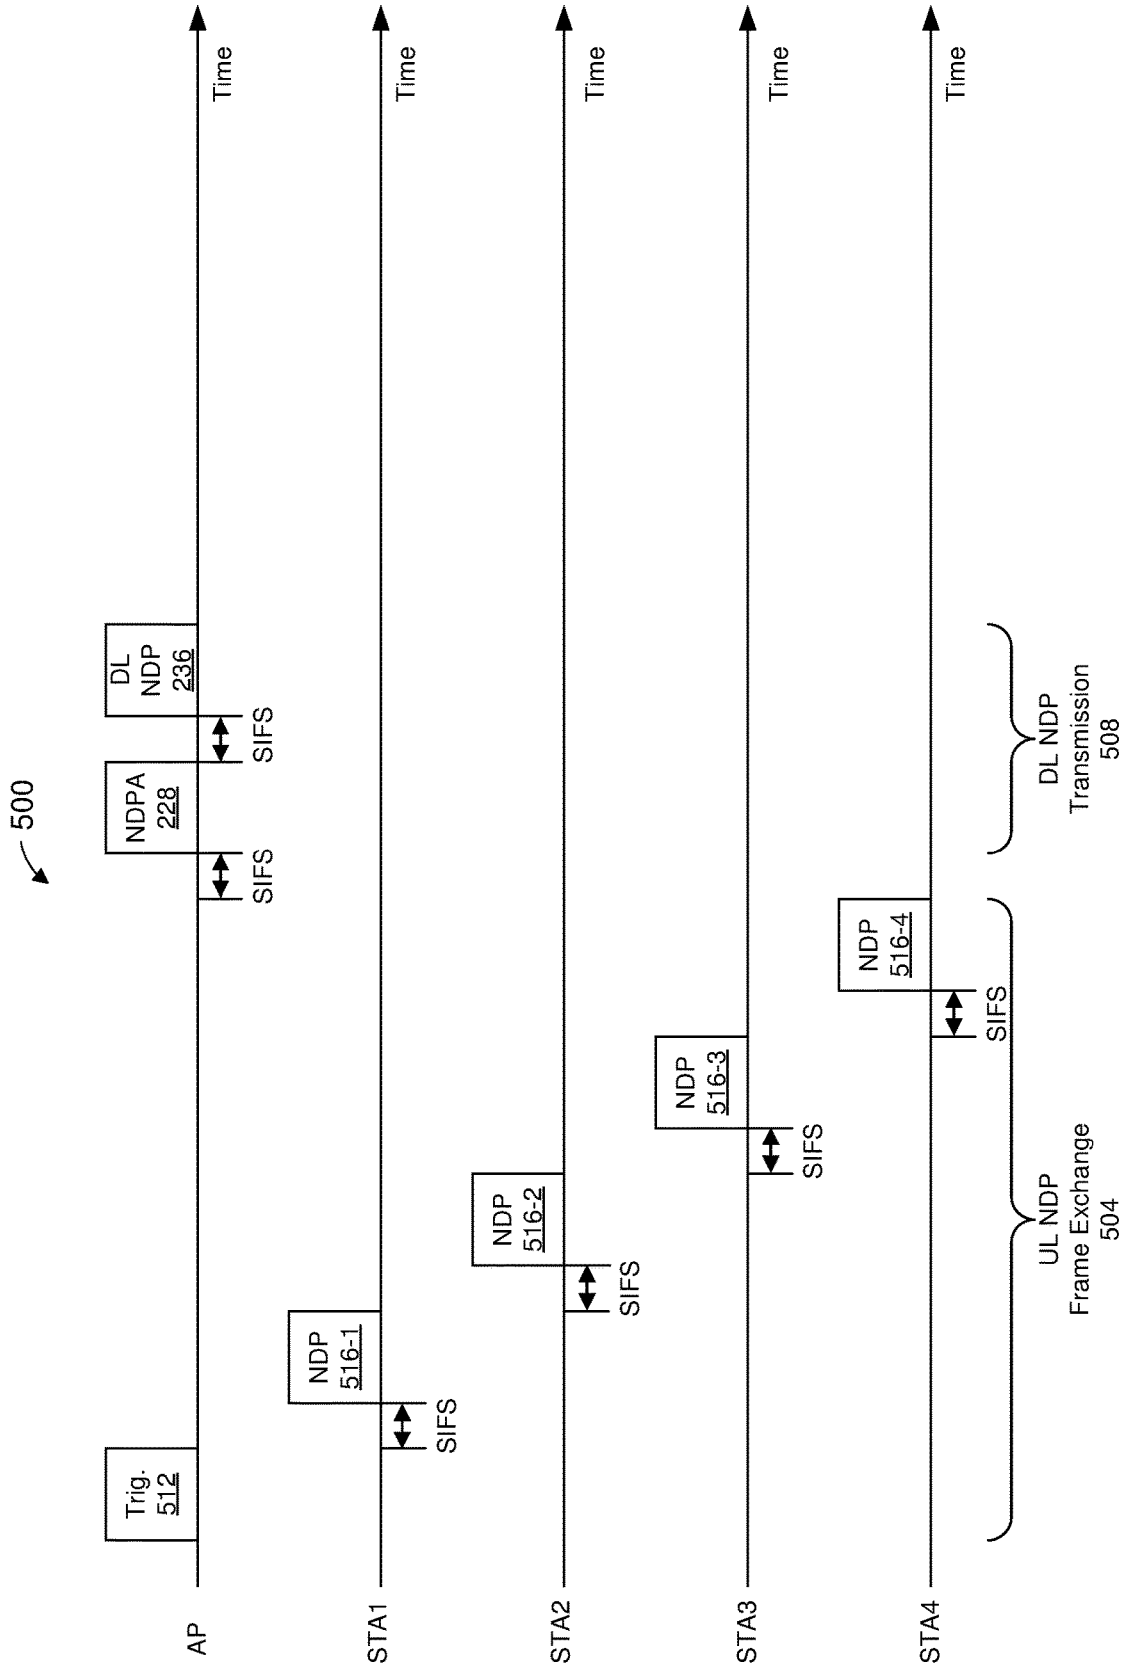 500
AP
Trig.
512
SIFS
NDPA
228
SIFS
DL
NDP
236
Time
STA1
SIFS
NDP
516-1
Time
STA2
SIFS
NDP
516-2
Time
STA3
SIFS
NDP
516-3
Time
STA4
SIFS
NDP
516-4
Time
UL NDP
Frame Exchange
504
DL NDP
Transmission
508